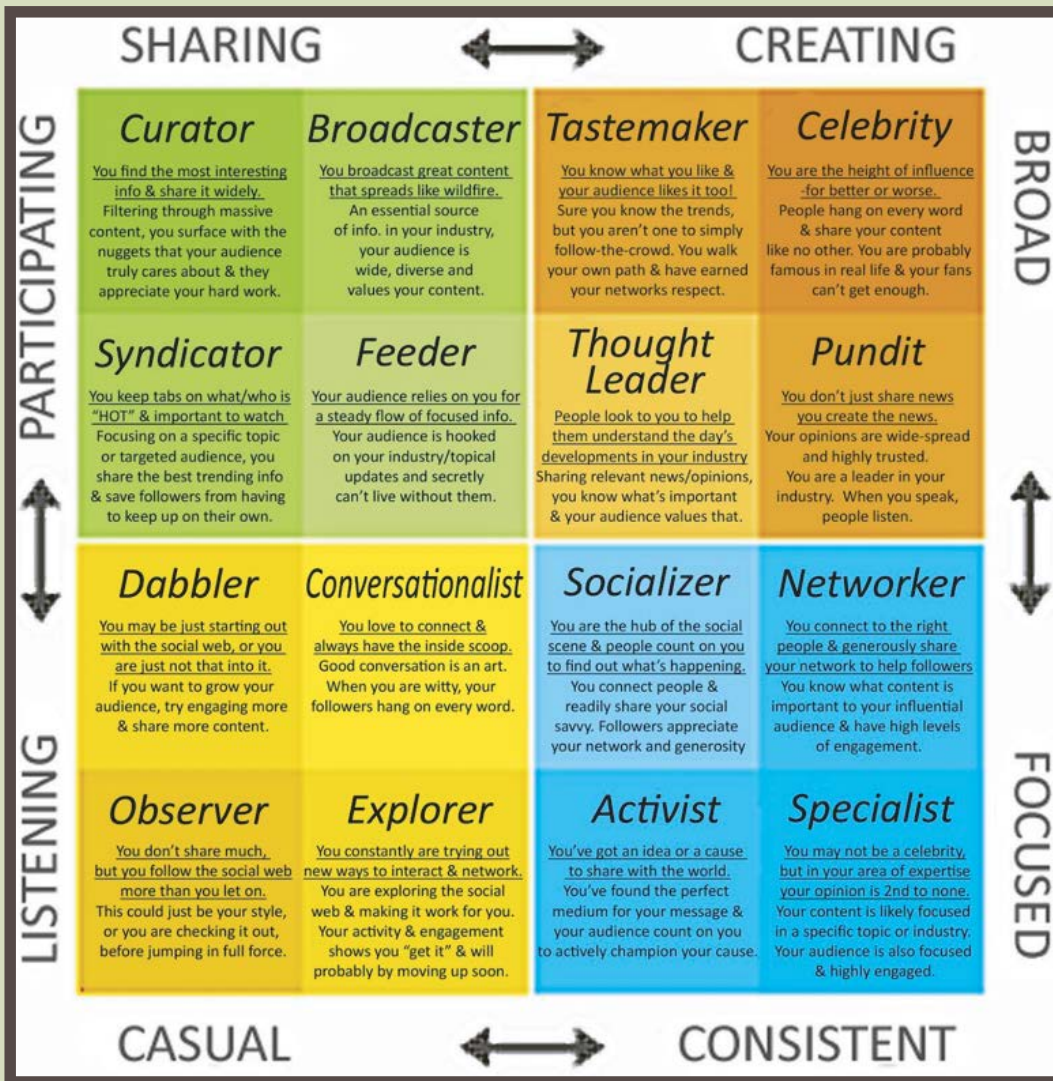 SHARING
CREATING
PARTICIPATING
LISTENING
BROAD
FOCUSED
Curator
You find the most interesting
info & share it widely.
Filtering through massive
content, you surface with the
nuggets that your audience
truly cares about & they
appreciate your hard work.
Broadcaster
You broadcast great content
that spreads like wildfire.
An essential source
of info. in your industry,
your audience is
wide, diverse and
values your content.
Tastemaker
You know what you like &
your audience likes it too!
Sure you know the trends,
but you aren't one to simply
follow-the-crowd. You walk
your own path & have earned
your networks respect.
Celebrity
You are the height of influence
-for better or worse.
People hang on every word
& share your content
like no other. You are probably
famous in real life & your fans
can't get enough.
Syndicator
You keep tabs on what/who is
"HOT" & important to watch
Focusing on a specific topic
or targeted audience, you
share the best trending info
& save followers from having
to keep up on their own.
Feeder
Your audience relies on you for
a steady flow of focused info.
Your audience is hooked
on your industry/topical
updates and secretly
can't live without them.
Thought
Leader
People look to you to help
them understand the day's
developments in your industry
Sharing relevant news/opinions,
you know what's important
& your audience values that.
Pundit
You don't just share news
you create the news.
Your opinions are wide-spread
and highly trusted.
You are a leader in your
industry. When you speak,
people listen.
Dabbler
You may be just starting out
with the social web, or you
are just not that into it.
If you want to grow your
audience, try engaging more
& share more content.
Conversationalist
You love to connect &
always have the inside scoop.
Good conversation is an art.
When you are witty, your
followers hang on every word.
Socializer
You are the hub of the social
scene & people count on you
to find out what's happening.
You connect people &
readily share your social
savvy. Followers appreciate
your network and generosity
Networker
You connect to the right
people & generously share
your network to help followers
You know what content is
important to your influential
audience & have high levels
of engagement.
Observer
You don't share much,
but you follow the social web
more than you let on.
This could just be your style,
or you are checking it out,
before jumping in full force.
Explorer
You constantly are trying out
new ways to interact & network.
You are exploring the social
web & making it work for you.
Your activity & engagement
shows you "get it" & will
probably by moving up soon.
Activist
You've got an idea or a cause
to share with the world.
You've found the perfect
medium for your message &
your audience count on you
to actively champion your cause.
Specialist
You may not be a celebrity,
but in your area of expertise
your opinion is 2nd to none.
Your content is likely focused
in a specific topic or industry.
Your audience is also focused
& highly engaged.
CASUAL
CONSISTENT